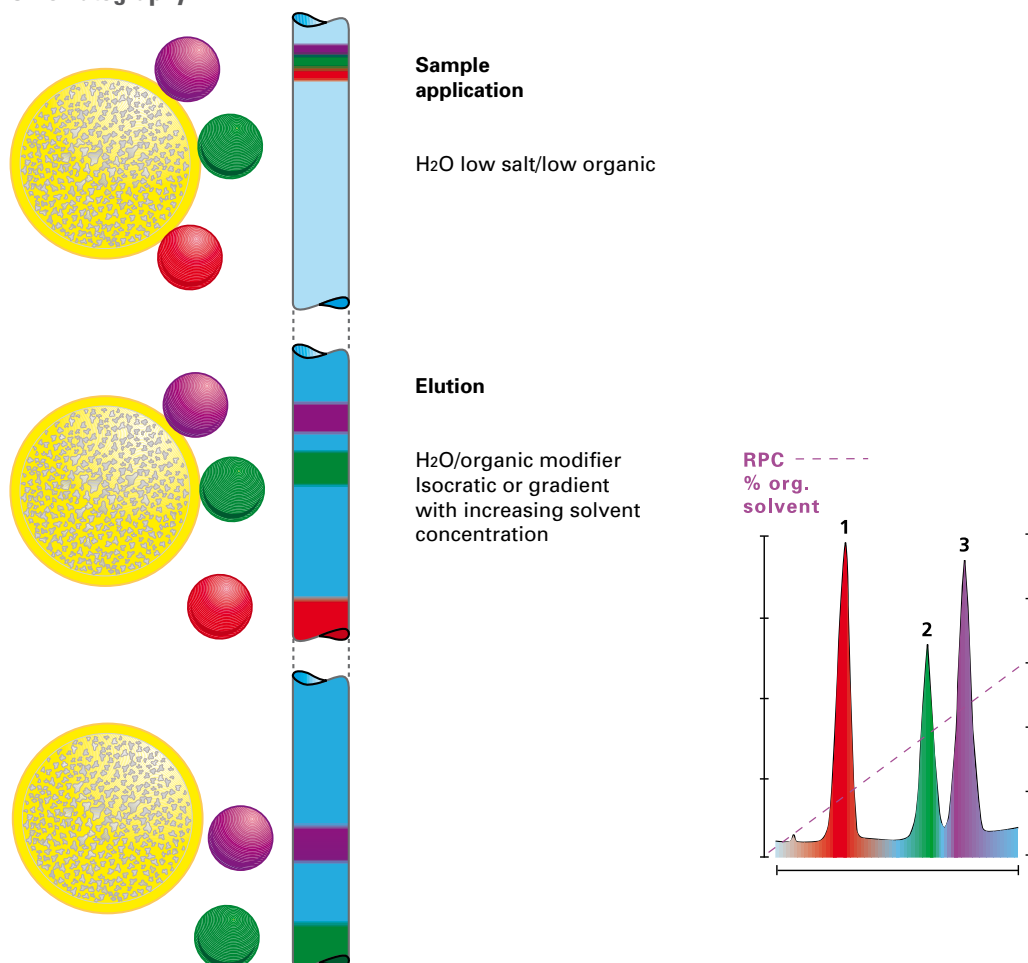 Sample
application
H2O low salt/low organic
Elution
H2O/organic modifier
Isocratic or gradient
with increasing solvent
concentration
RPC
% org.
solvent
1
2
3